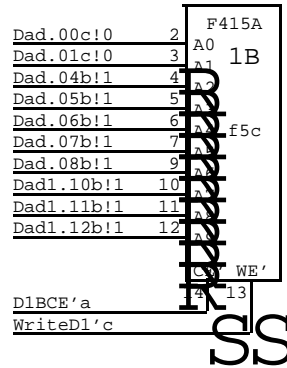 F415A
Dad.00c!0 2 A0 1B
Dad.01c!0 3 A1
Dad.04b!1 4
Dad.05b!1 5
Dad.06b!1 6 f5c
Dad.07b!1 7
Dad.08b!1 9
Dad1.10b!1 10
Dad1.11b!1 11
Dad1.12b!1 12
WE'
14 13
D1BCE'a
WriteD1'c
SS